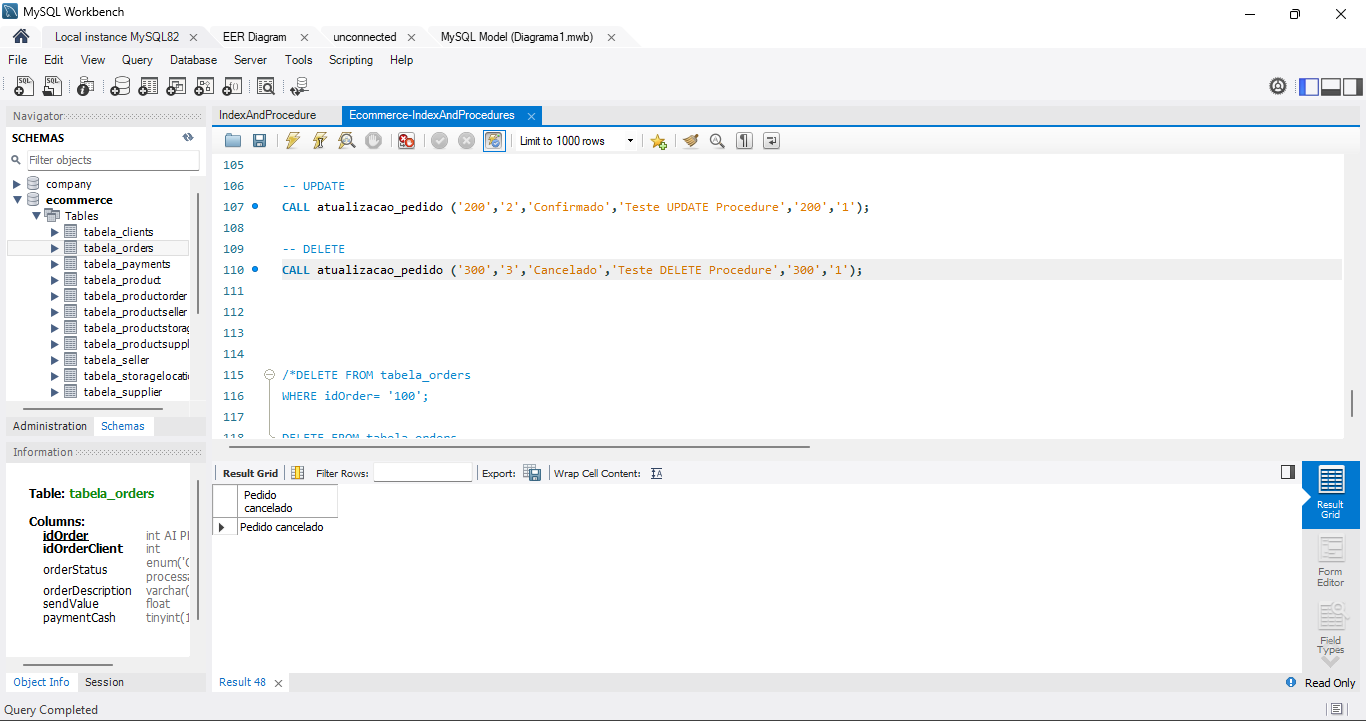 MySQL Workbench
Local instance MySQL82
EER Diagram
unconnected
MySQL Model (Diagrama1.mwb)
File Edit View Query Database Server Tools Scripting Help
Navigator
SCHEMAS
Filter objects
company
ecommerce
Tables
tabela_clients
tabela_orders
tabela_payments
tabela_product
tabela_productorder
tabela_productseller
tabela_productstorag
tabela_productsuppl
tabela_seller
tabela_storagelocati
tabela_supplier
Administration Schemas
Information
Table: tabela_orders
Columns:
idOrder int AI P
idOrderClient int
orderStatus enum('C
processa
orderDescription varchar(
sendValue float
paymentCash tinyint(1
Object Info Session
Query Completed
IndexAndProcedure
Ecommerce-IndexAndProcedures
Limit to 1000 rows
105
106 -- UPDATE
107 CALL atualizacao_pedido ('200','2','Confirmado','Teste UPDATE Procedure','200','1');
108
109 -- DELETE
110 CALL atualizacao_pedido ('300','3','Cancelado','Teste DELETE Procedure','300','1');
111
112
113
114
115 /*DELETE FROM tabela_orders
116 WHERE idOrder= '100';
117
118 DELETE FROM tabela_orders
Result Grid Filter Rows: Export: Wrap Cell Content:
Pedido
cancelado
Pedido cancelado
Result
Grid
Form
Editor
Field
Types
Result 48
Read Only